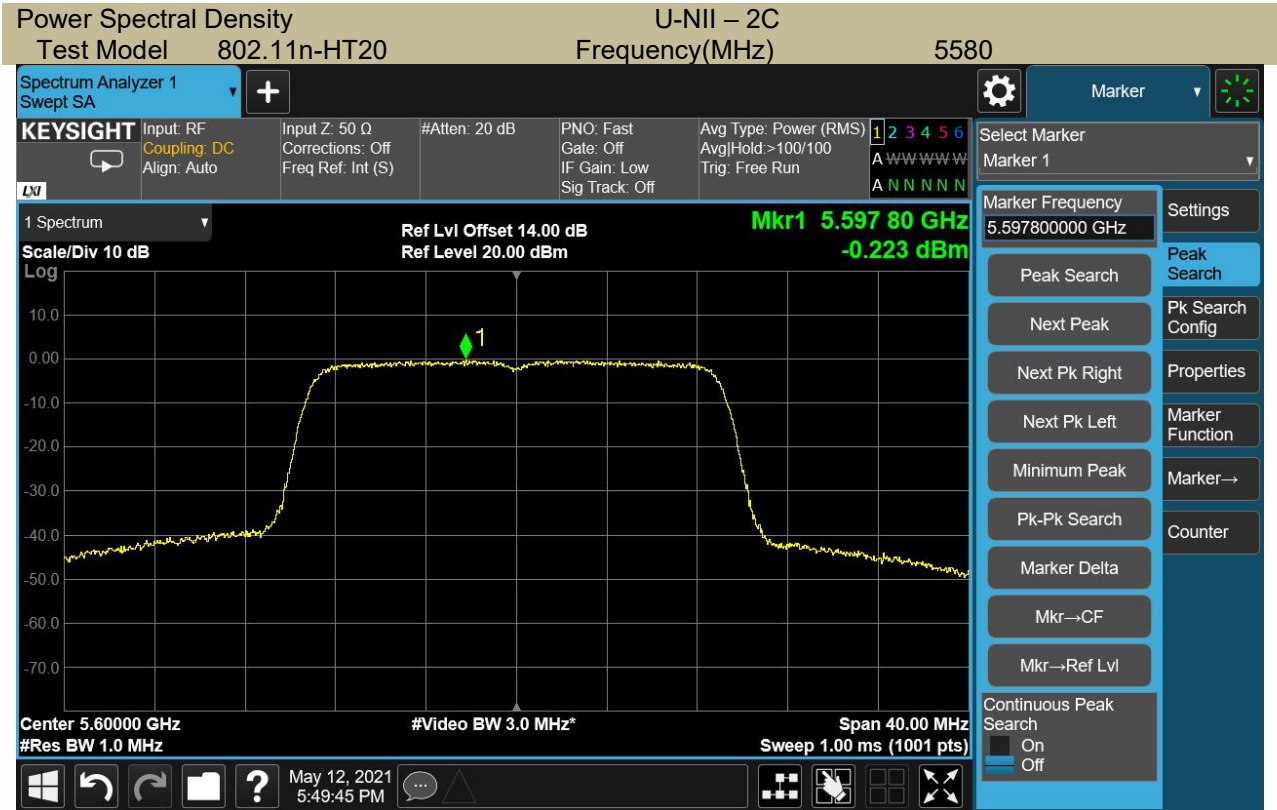 Power Spectral Density U-NII – 2C
Test Model 802.11n-HT20 Frequency(MHz) 5580
Spectrum Analyzer 1
Swept SA
+
Marker
KEYSIGHT
LXI
Input: RF
Coupling: DC
Align: Auto
Input Z: 50 Ω
Corrections: Off
Freq Ref: Int (S)
#Atten: 20 dB
PNO: Fast
Gate: Off
IF Gain: Low
Sig Track: Off
Avg Type: Power (RMS)
Avg|Hold:>100/100
Trig: Free Run
1 2 3 4 5 6
A W W W W W
A N N N N N
Select Marker
Marker 1
1 Spectrum
Scale/Div 10 dB
Log
Ref Lvl Offset 14.00 dB
Ref Level 20.00 dBm
Mkr1 5.597 80 GHz
-0.223 dBm
10.0
0.00
-10.0
-20.0
-30.0
-40.0
-50.0
-60.0
-70.0
1
Center 5.60000 GHz
#Res BW 1.0 MHz
#Video BW 3.0 MHz*
Span 40.00 MHz
Sweep 1.00 ms (1001 pts)
Marker Frequency
5.597800000 GHz
Peak Search
Next Peak
Next Pk Right
Next Pk Left
Minimum Peak
Pk-Pk Search
Marker Delta
Mkr→CF
Mkr→Ref Lvl
Continuous Peak
Search
On
Off
Settings
Peak
Search
Pk Search
Config
Properties
Marker
Function
Marker→
Counter
?
May 12, 2021
5:49:45 PM